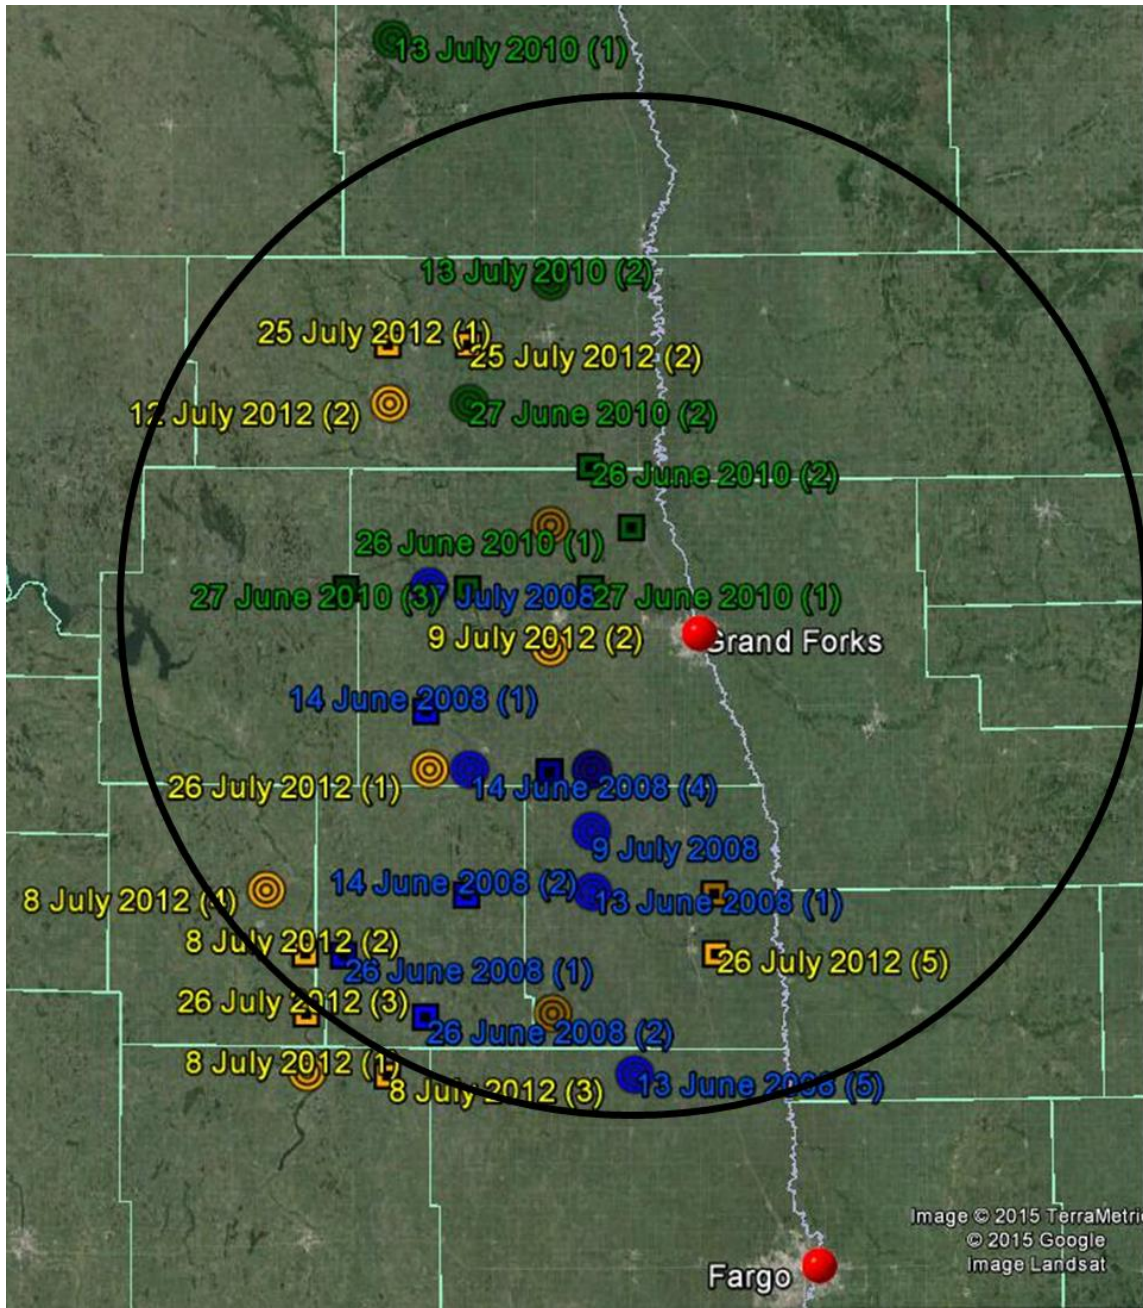 13 July 2010 (1)
13 July 2010 (2)
25 July 2012 (1)
25 July 2012 (2)
12 July 2012 (2)
27 June 2010 (2)
26 June 2010 (2)
26 June 2010 (1)
27 June 2010 (3)
7 July 2008
27 June 2010 (1)
9 July 2012 (2)
Grand Forks
14 June 2008 (1)
26 July 2012 (1)
14 June 2008 (4)
9 July 2008
14 June 2008 (2)
8 July 2012 (4)
13 June 2008 (1)
8 July 2012 (2)
26 July 2012 (5)
26 June 2008 (1)
26 July 2012 (3)
26 June 2008 (2)
8 July 2012 (1)
8 July 2012 (3)
13 June 2008 (5)
Image © 2015 TerraMetri
© 2015 Google
Image Landsat
Fargo